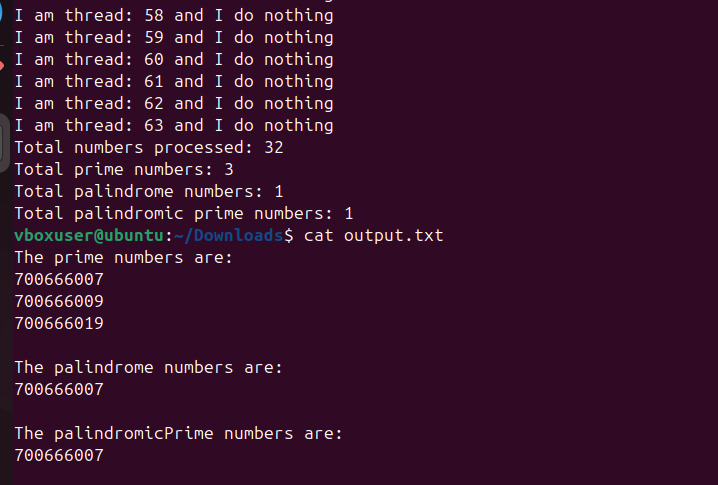 I am thread: 58 and I do nothing
I am thread: 59 and I do nothing
I am thread: 60 and I do nothing
I am thread: 61 and I do nothing
I am thread: 62 and I do nothing
I am thread: 63 and I do nothing
Total numbers processed: 32
Total prime numbers: 3
Total palindrome numbers: 1
Total palindromic prime numbers: 1
vboxuser@ubuntu:~/Downloads$ cat output.txt
The prime numbers are:
700666007
700666009
700666019

The palindrome numbers are:
700666007

The palindromicPrime numbers are:
700666007